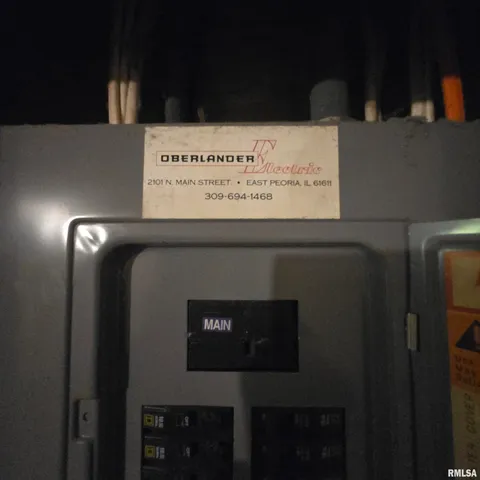 OBERLANDER Electric
2101 N. MAIN STREET • EAST PEORIA, IL 61611
309-694-1468
MAIN
RMLSA